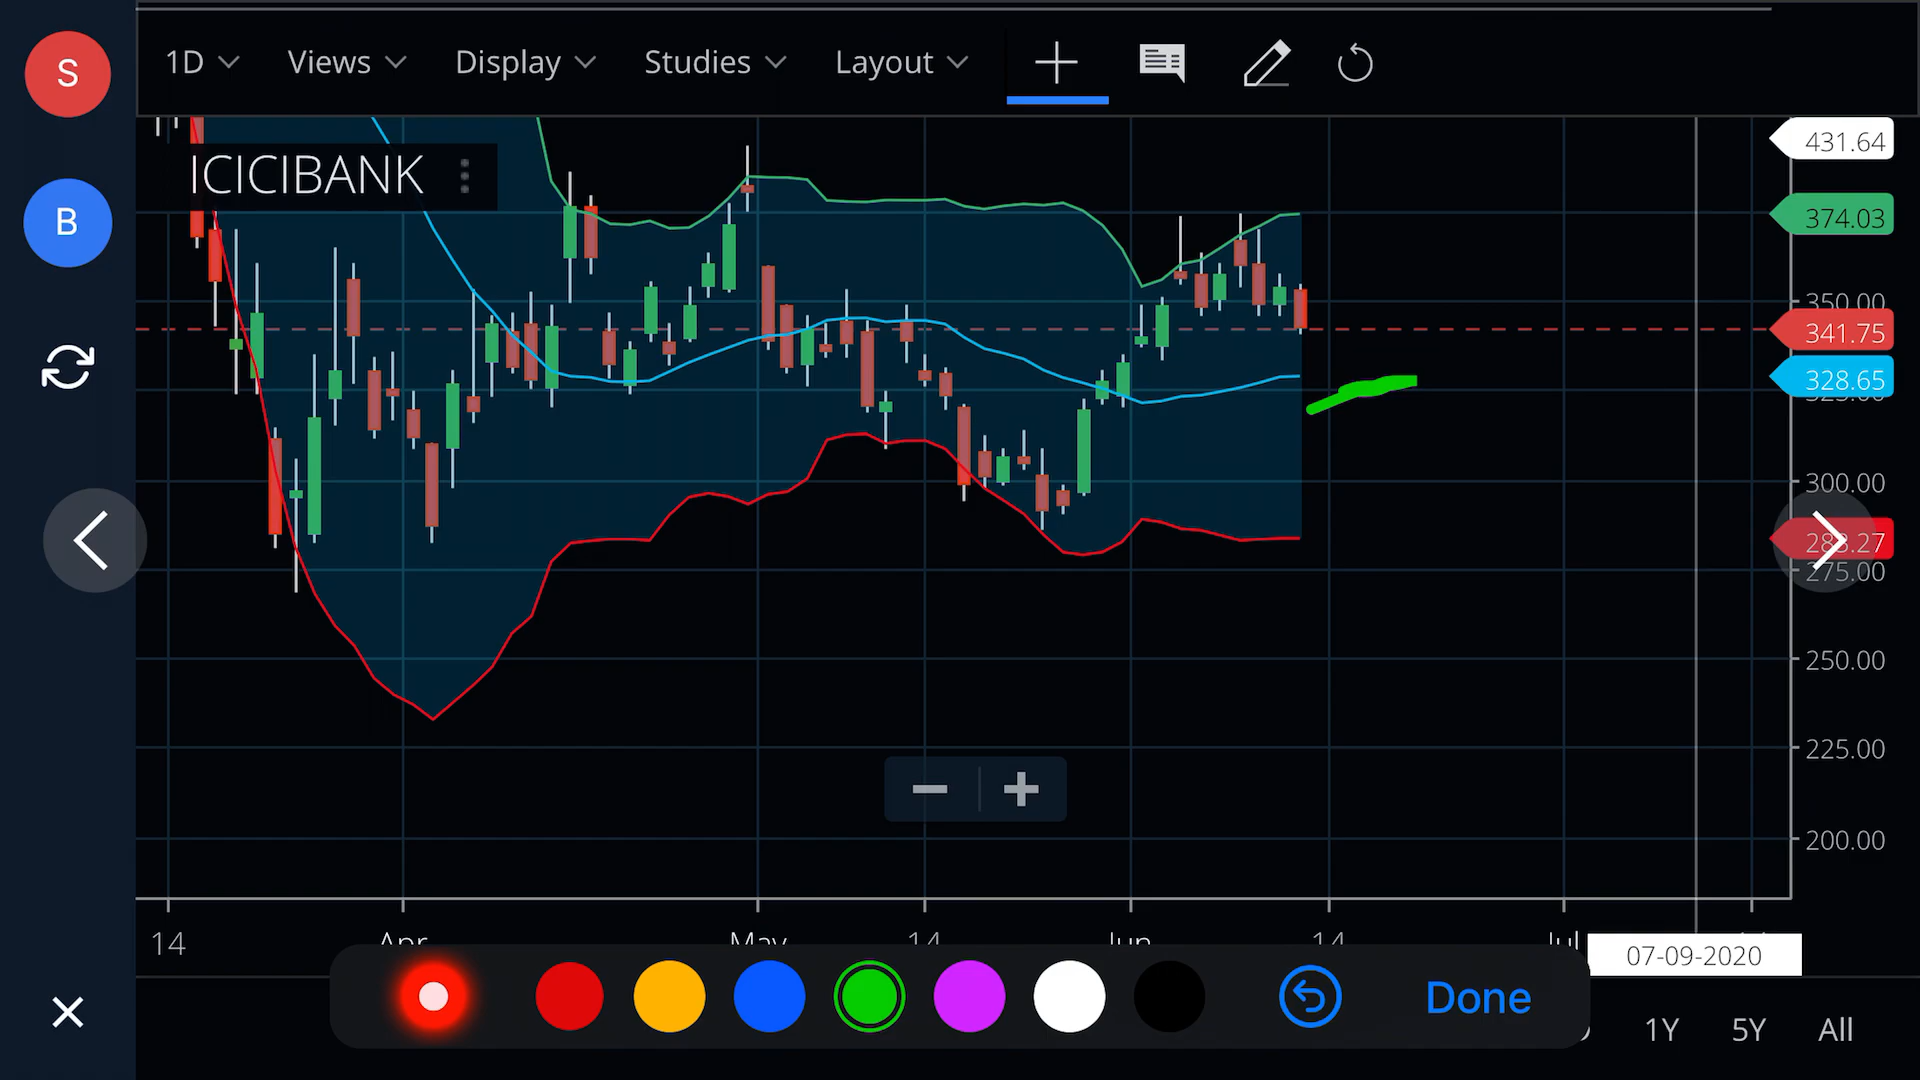 S
1D Views Display Studies Layout
B
ICICIBANK
431.64
374.03
350.00
341.75
328.65
300.00
275.00
250.00
225.00
200.00
14 Apr May 14 Jun 14 Jul
07-09-2020
Done
1Y 5Y All